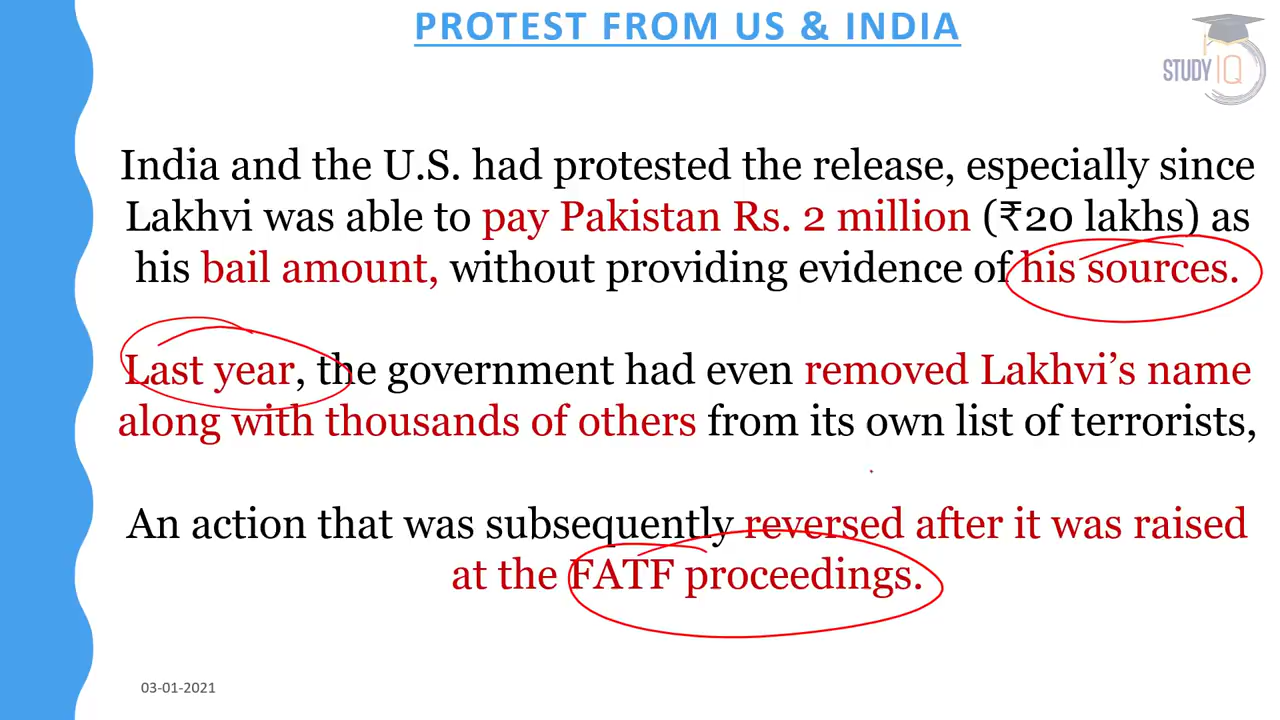 PROTEST FROM US & INDIA
STUDY IQ
India and the U.S. had protested the release, especially since
Lakhvi was able to pay Pakistan Rs. 2 million (₹20 lakhs) as
his bail amount, without providing evidence of his sources.
Last year, the government had even removed Lakhvi’s name
along with thousands of others from its own list of terrorists,
An action that was subsequently reversed after it was raised
at the FATF proceedings.
03-01-2021